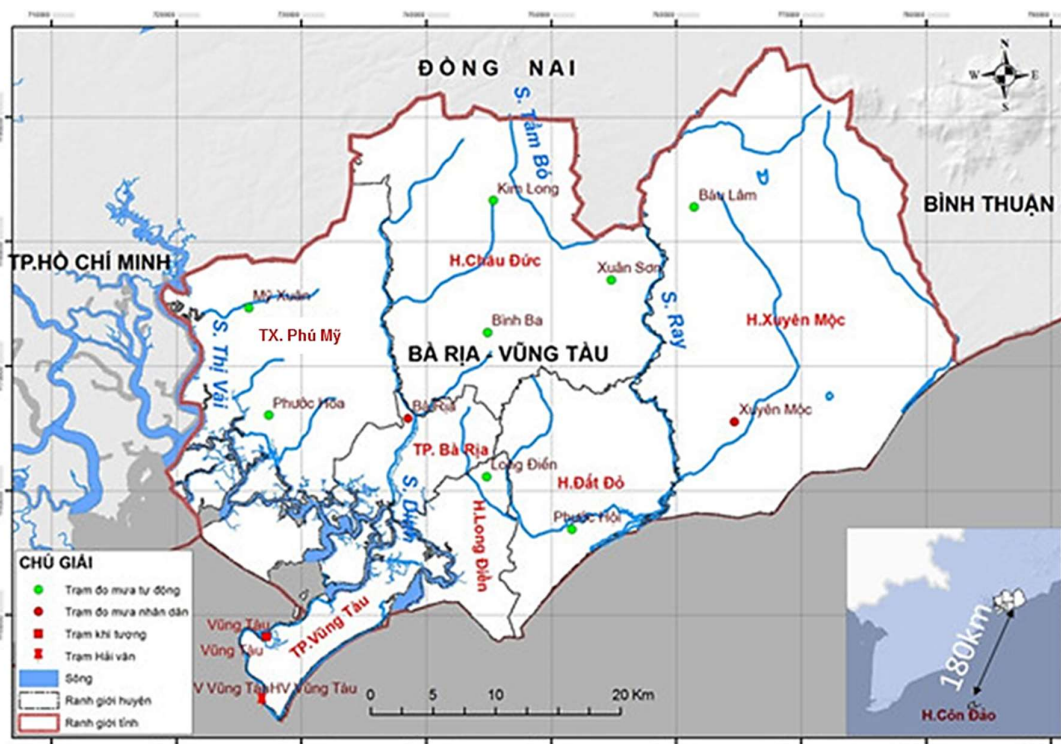 ĐỒNG NAI
N
W E
S
S. Tầm Bó
Kim Long
Bàu Lâm
BÌNH THUẬN
TP.HỒ CHÍ MINH
H.Châu Đức
Xuân Sơn
Mỹ Xuân
S. Thị Vải
TX. Phú Mỹ
Bình Ba
S. Ray
H.Xuyên Mộc
BÀ RỊA - VŨNG TÀU
Phước Hòa
Bà Rịa
Xuyên Mộc
TP. Bà Rịa
Long Điền
H.Đất Đỏ
S. Dinh
H.Long Điền
Phước Hội
CHÚ GIẢI
Trạm đo mưa tự động
Trạm đo mưa nhân dân
Trạm khí tượng
Trạm Hải văn
Sông
Ranh giới huyện
Ranh giới tỉnh
Vũng Tàu
Vũng Tàu
TP.Vũng Tàu
HV Vũng Tàu
0 5 10 20 Km
180km
H.Côn Đảo